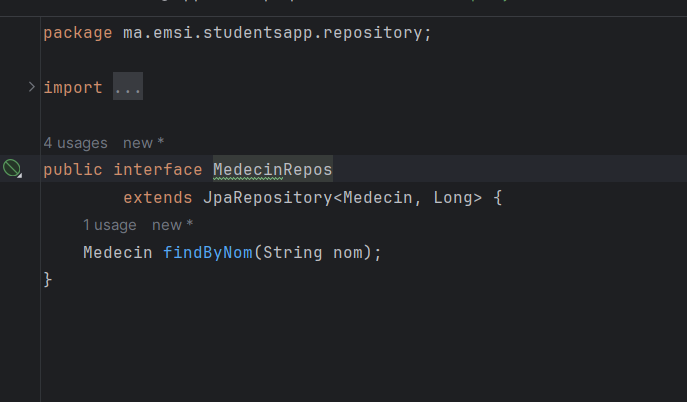 package ma.emsi.studentsapp.repository;
import ...
4 usages new *
public interface MedecinRepos
extends JpaRepository<Medecin, Long> {
1 usage new *
Medecin findByNom(String nom);
}